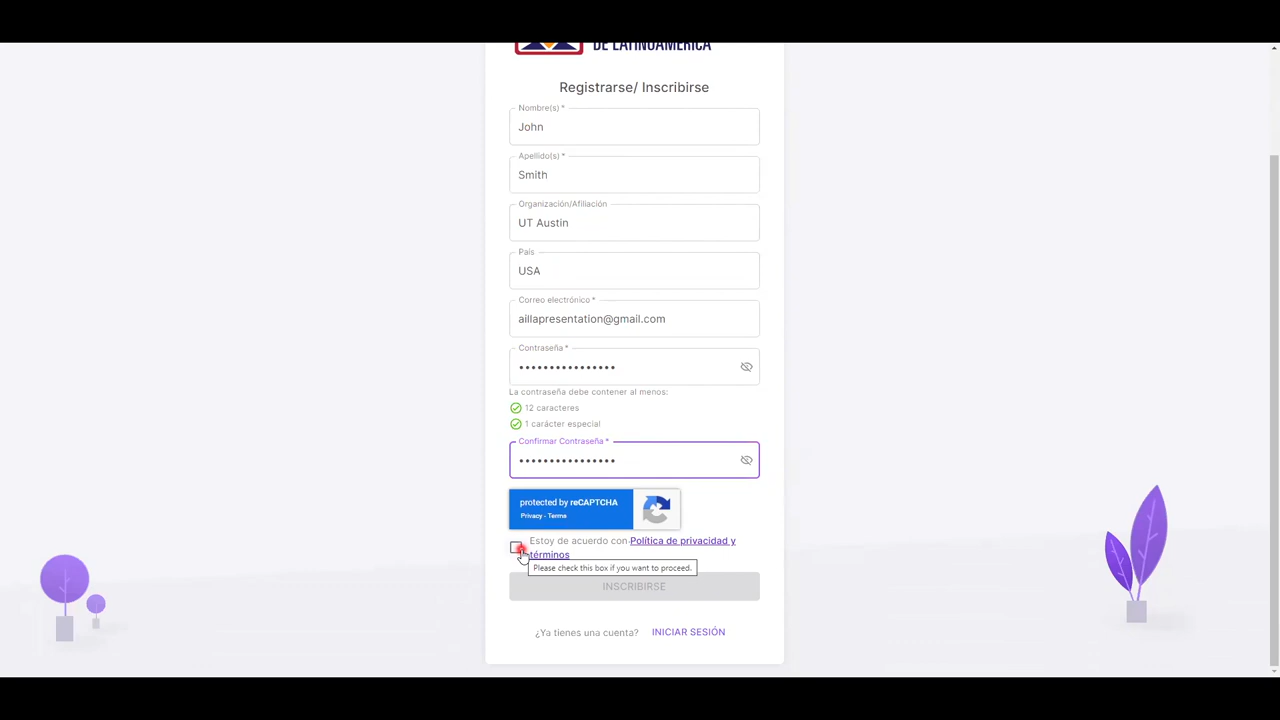 DE LATINOAMÉRICA
Registrarse/ Inscribirse
Nombre(s) *
John
Apellido(s) *
Smith
Organización/Afiliación
UT Austin
País
USA
Correo electrónico *
aillapresentation@gmail.com
Contraseña *
••••••••••••••••
La contraseña debe contener al menos:
12 caracteres
1 carácter especial
Confirmar Contraseña *
••••••••••••••••
protected by reCAPTCHA
Privacy - Terms
Estoy de acuerdo con Política de privacidad y
términos
Please check this box if you want to proceed.
INSCRIBIRSE
¿Ya tienes una cuenta? INICIAR SESIÓN